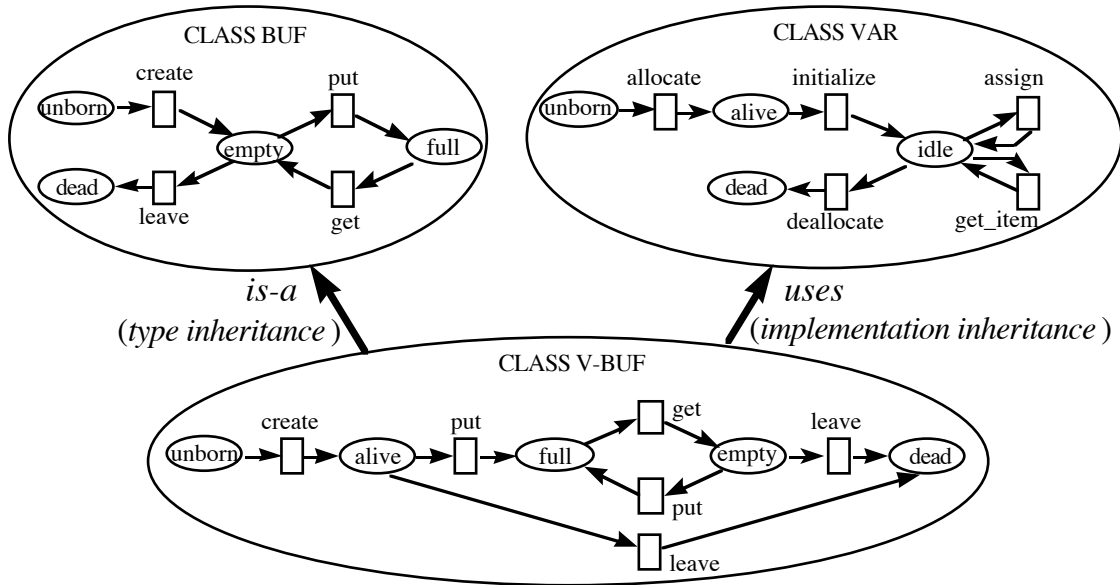 CLASS BUF
create
put
unborn
empty
full
dead
leave
get
CLASS VAR
allocate
initialize
assign
unborn
alive
idle
dead
deallocate
get_item
is-a
(type inheritance)
uses
(implementation inheritance)
CLASS V-BUF
create
put
get
leave
unborn
alive
full
empty
dead
put
leave